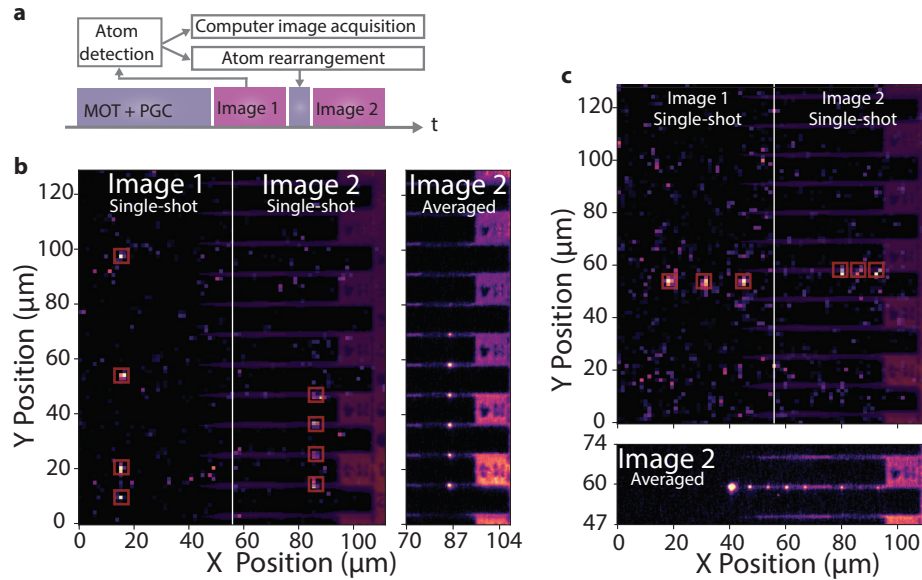 a
Atom
detection
Computer image acquisition
Atom rearrangement
MOT + PGC
Image 1
Image 2
t
b
Image 1
Single-shot
Image 2
Single-shot
Image 2
Averaged
Y Position (μm)
120
100
80
60
40
20
0
0
20
40
60
80
100
70
87
104
X Position (μm)
c
Image 1
Single-shot
Image 2
Single-shot
Y Position (μm)
120
100
80
60
40
20
0
74
60
47
Image 2
Averaged
0
20
40
60
80
100
X Position (μm)